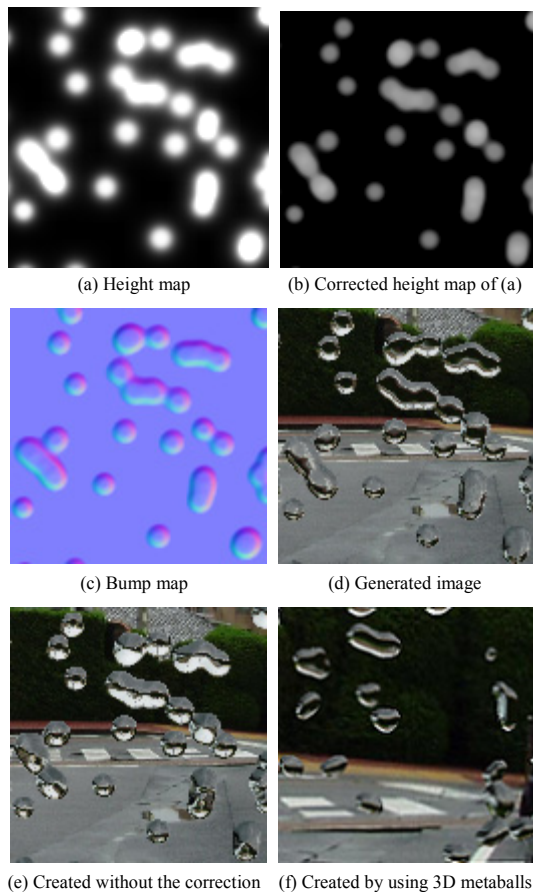 (a) Height map
(b) Corrected height map of (a)
(c) Bump map
(d) Generated image
(e) Created without the correction
(f) Created by using 3D metaballs